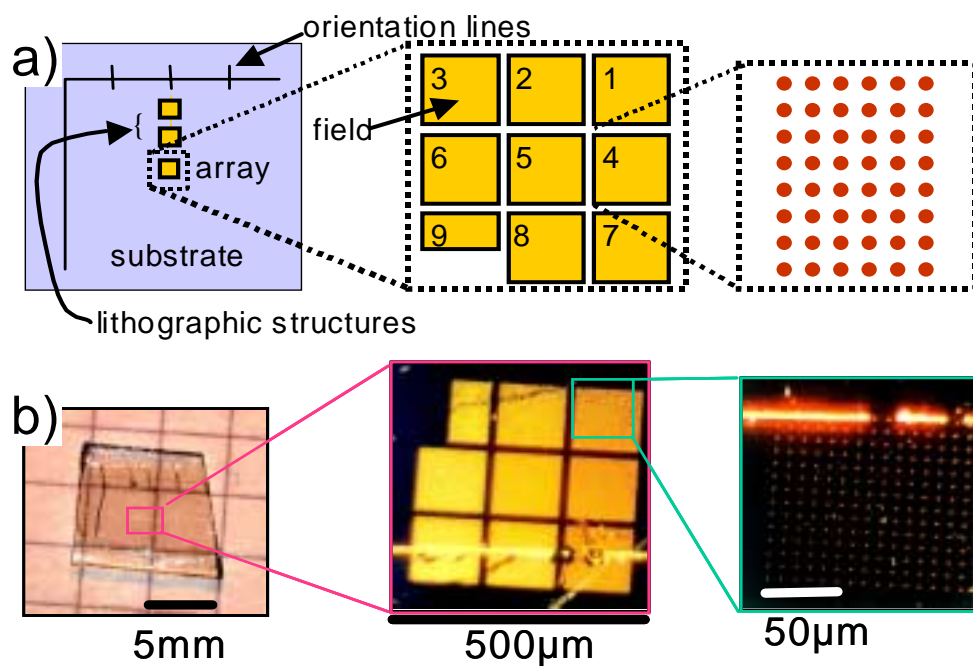 a)
orientation lines
{
array
substrate
lithographic structures
field
3 2 1
6 5 4
9 8 7
b)
5mm
500µm
50µm